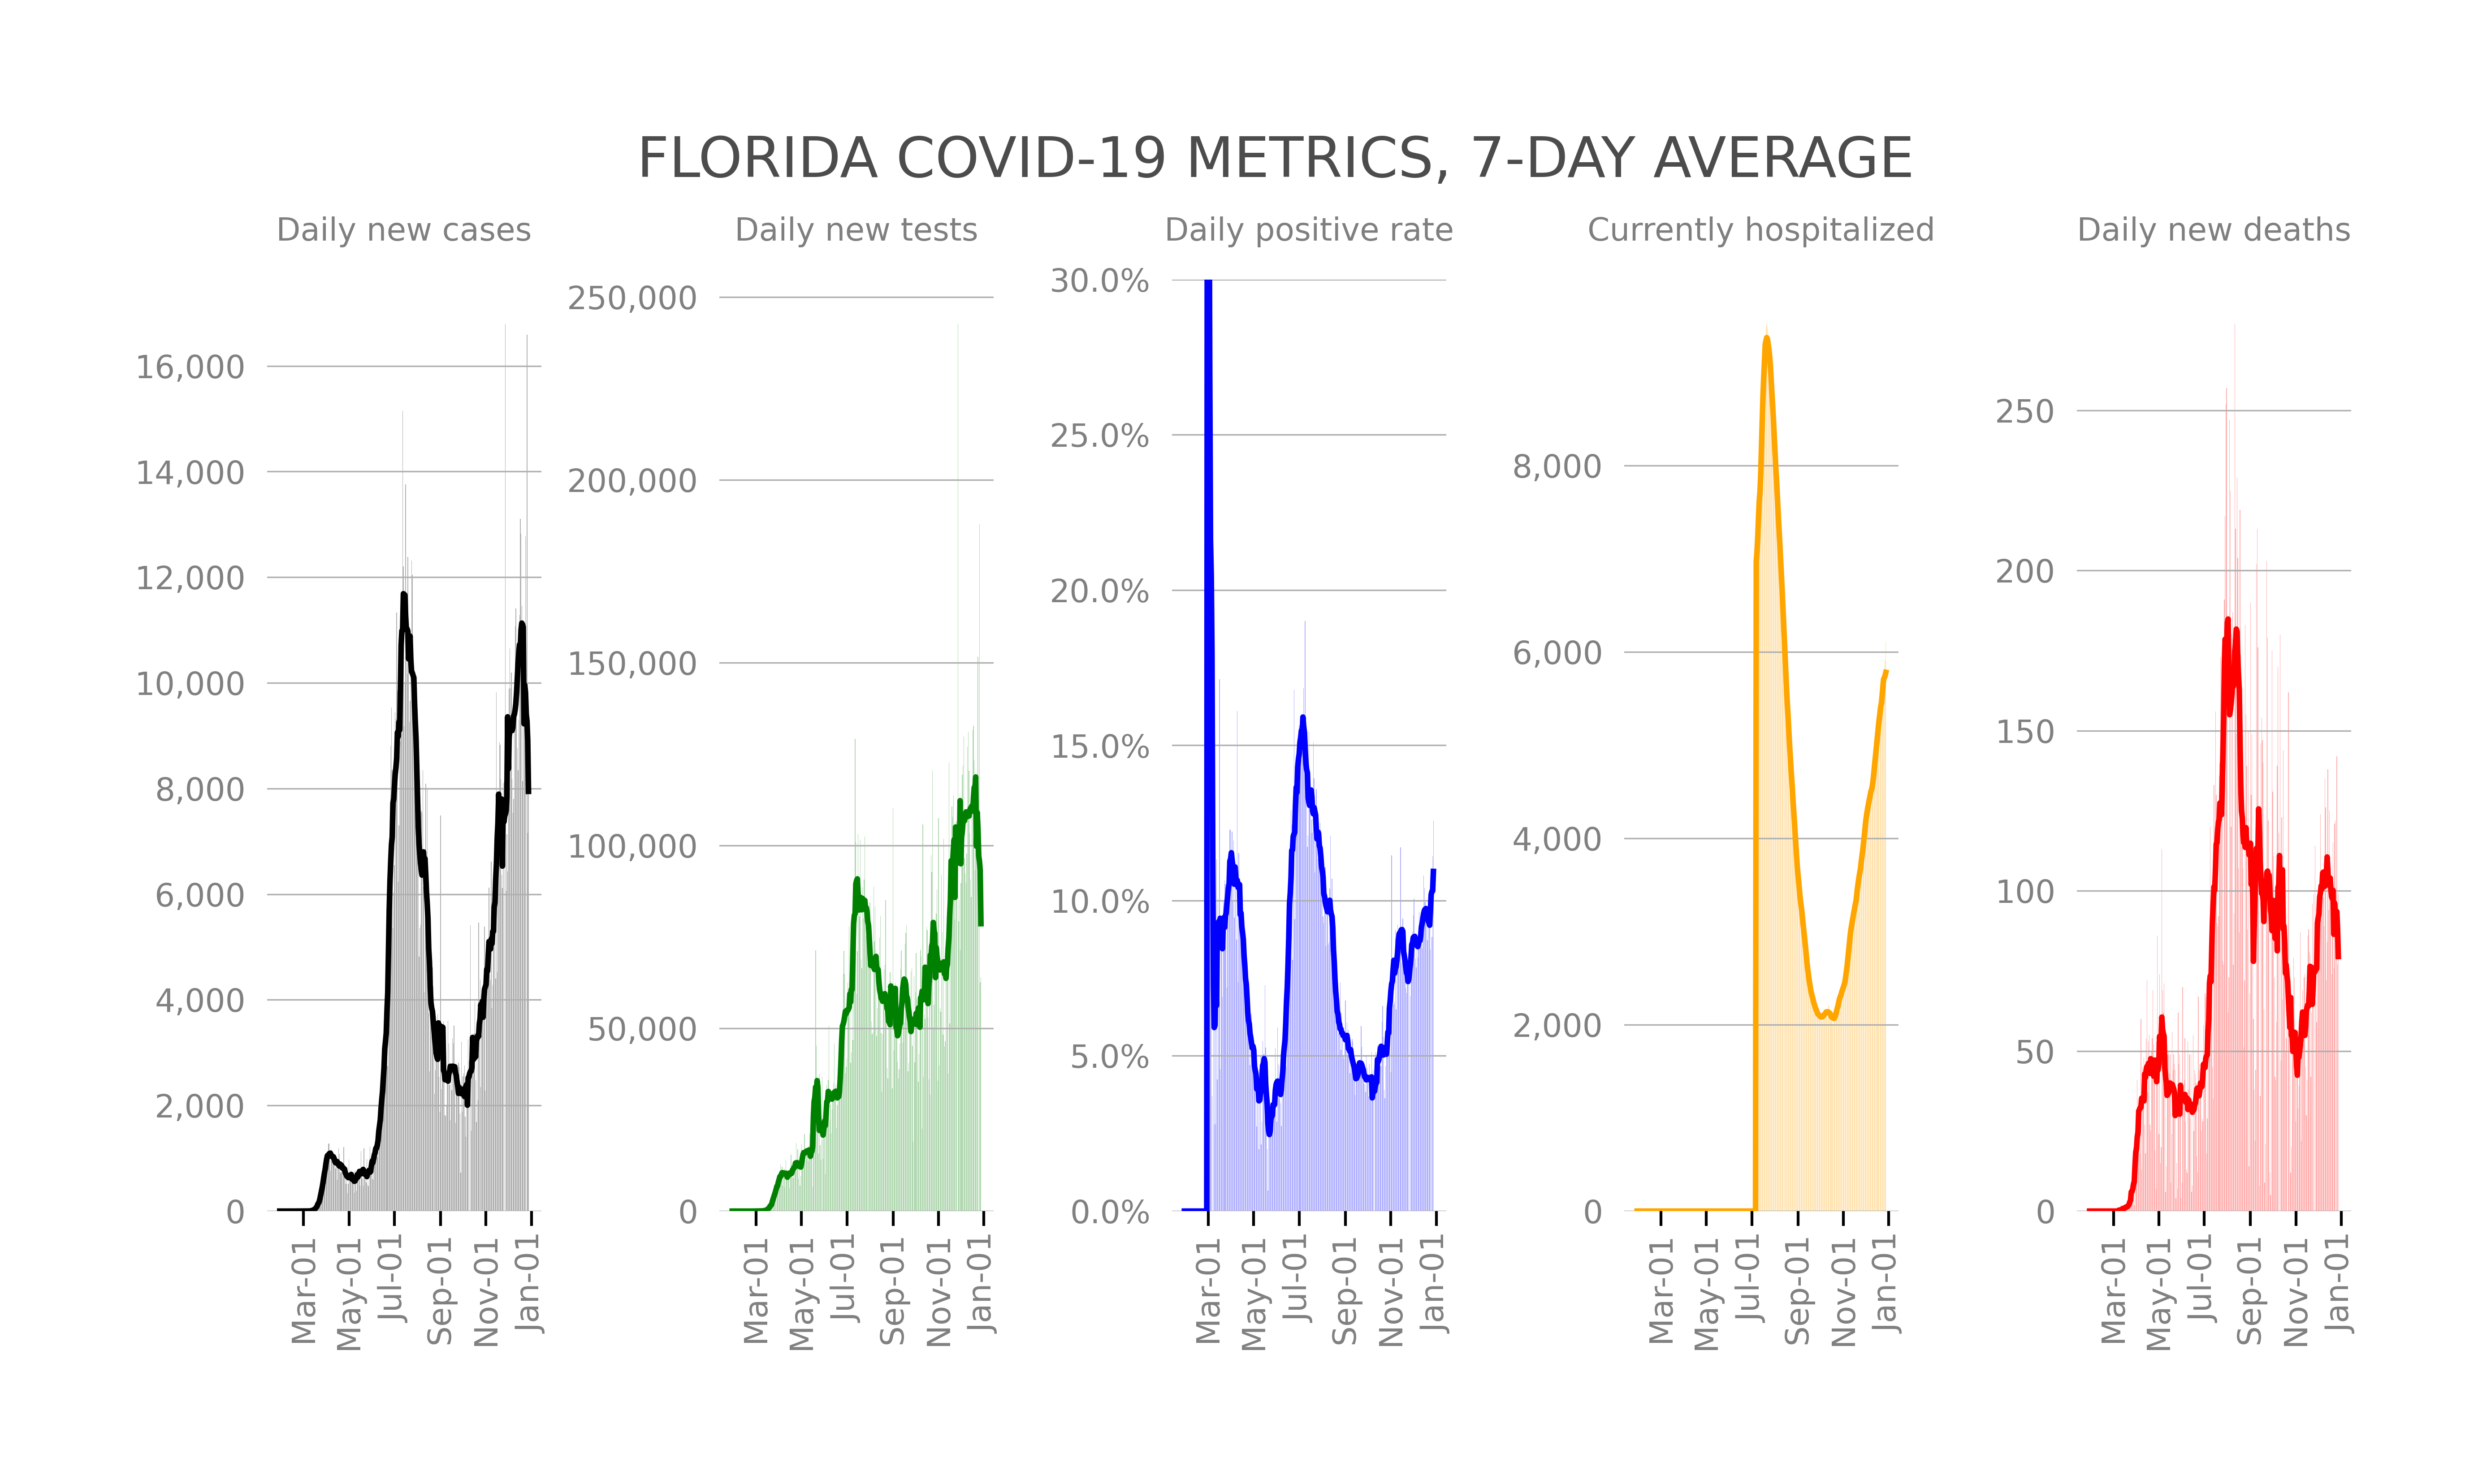 FLORIDA COVID-19 METRICS, 7-DAY AVERAGE
Daily new cases
16,000
14,000
12,000
10,000
8,000
6,000
4,000
2,000
0
Mar-01
May-01
Jul-01
Sep-01
Nov-01
Jan-01
Daily new tests
250,000
200,000
150,000
100,000
50,000
0
Mar-01
May-01
Jul-01
Sep-01
Nov-01
Jan-01
Daily positive rate
30.0%
25.0%
20.0%
15.0%
10.0%
5.0%
0.0%
Mar-01
May-01
Jul-01
Sep-01
Nov-01
Jan-01
Currently hospitalized
8,000
6,000
4,000
2,000
0
Mar-01
May-01
Jul-01
Sep-01
Nov-01
Jan-01
Daily new deaths
250
200
150
100
50
0
Mar-01
May-01
Jul-01
Sep-01
Nov-01
Jan-01